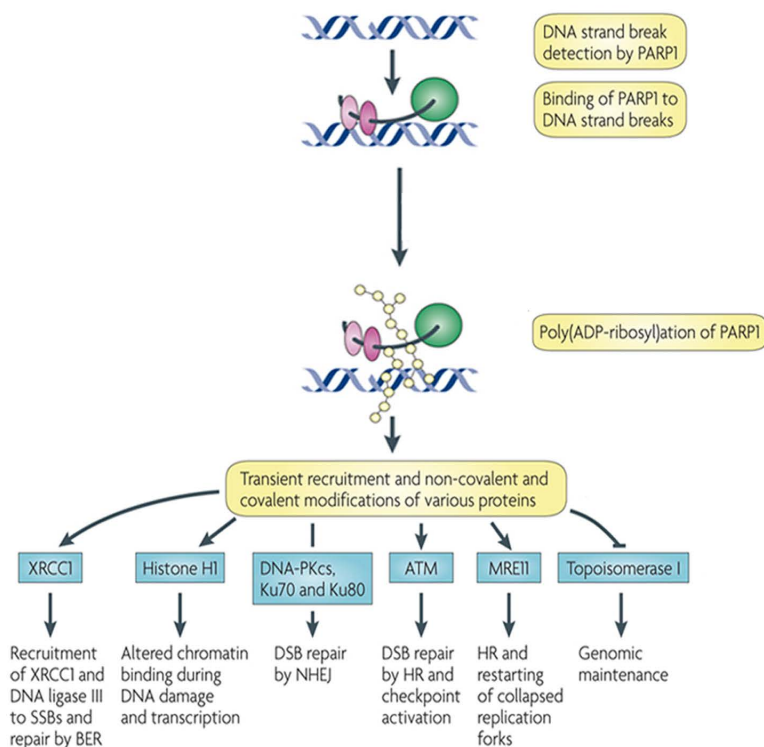 DNA strand break
detection by PARP1
Binding of PARP1 to
DNA strand breaks
Poly(ADP-ribosyl)ation of PARP1
Transient recruitment and non-covalent and
covalent modifications of various proteins
XRCC1
Histone H1
DNA-PKcs,
Ku70 and Ku80
ATM
MRE11
Topoisomerase I
Recruitment
of XRCC1 and
DNA ligase III
to SSBs and
repair by BER
Altered chromatin
binding during
DNA damage
and transcription
DSB repair
by NHEJ
DSB repair
by HR and
checkpoint
activation
HR and
restarting
of collapsed
replication
forks
Genomic
maintenance